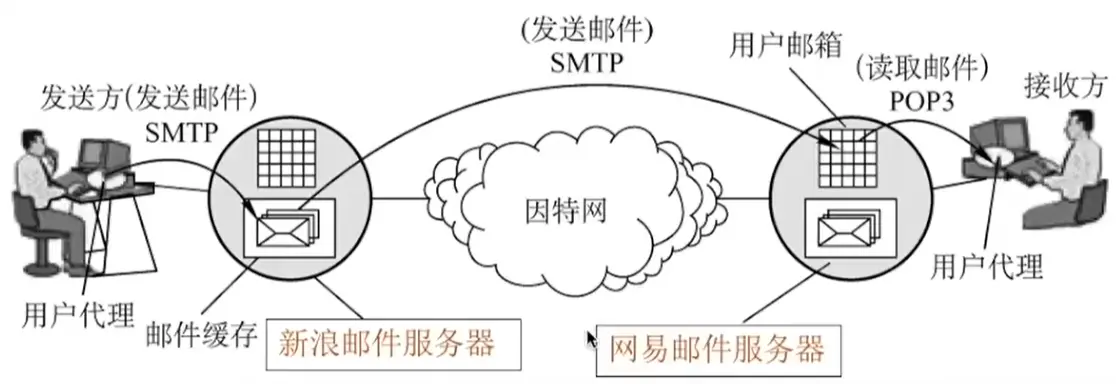 (发送邮件)
SMTP
用户邮箱
(读取邮件)
POP3
接收方
发送方(发送邮件)
SMTP
因特网
用户代理
邮件缓存
新浪邮件服务器
网易邮件服务器
用户代理